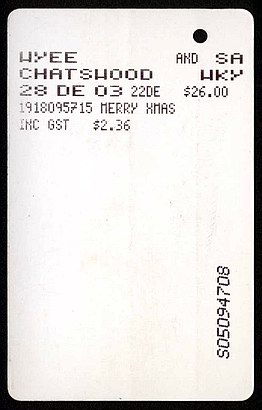 WYEE AND SA
CHATSWOOD WKY
28 DE 03 22DE $26.00
1918095715 MERRY XMAS
INC GST $2.36
S05094708